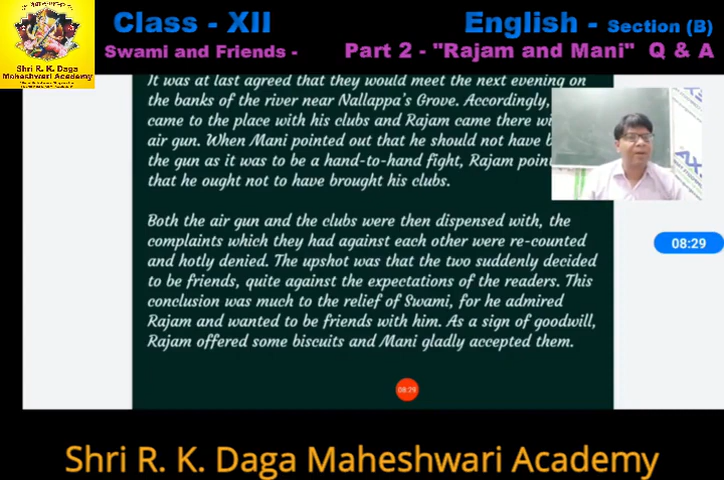 Class - XII
English - Section (B)
Swami and Friends -
Part 2 - "Rajam and Mani" Q & A
Shri R. K. Daga
Maheshwari Academy
It was at last agreed that they would meet the next evening on
the banks of the river near Nallappa's Grove. Accordingly,
came to the place with his clubs and Rajam came there
air gun. When Mani pointed out that he should not have
the gun as it was to be a hand-to-hand fight, Rajam
that he ought not to have brought his clubs.
Both the air gun and the clubs were then dispensed with, the
complaints which they had against each other were re-counted
and hotly denied. The upshot was that the two suddenly decided
to be friends, quite against the expectations of the readers. This
conclusion was much to the relief of Swami, for he admired
Rajam and wanted to be friends with him. As a sign of goodwill,
Rajam offered some biscuits and Mani gladly accepted them.
08:29
08:29
Shri R. K. Daga Maheshwari Academy